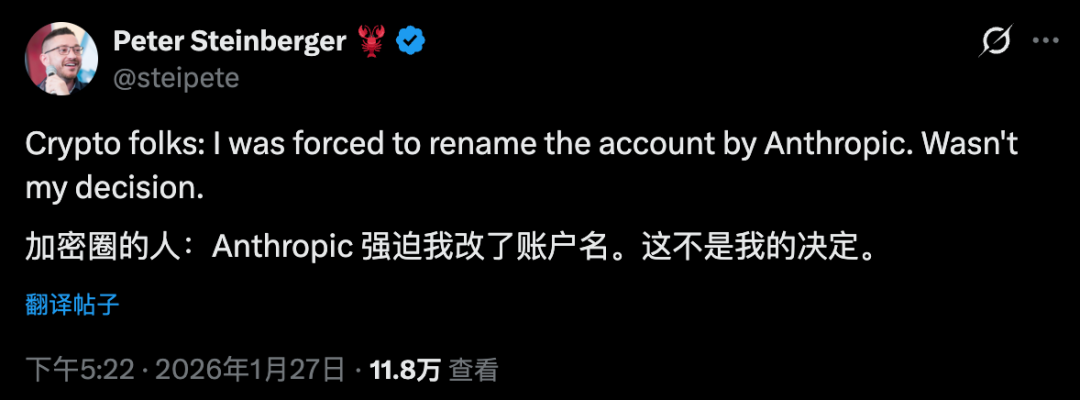 Peter Steinberger 🦞
@steipete
Crypto folks: I was forced to rename the account by Anthropic. Wasn't
my decision.
加密圈的人：Anthropic 强迫我改了账户名。这不是我的决定。
翻译帖子
下午5:22 · 2026年1月27日 · 11.8万 查看